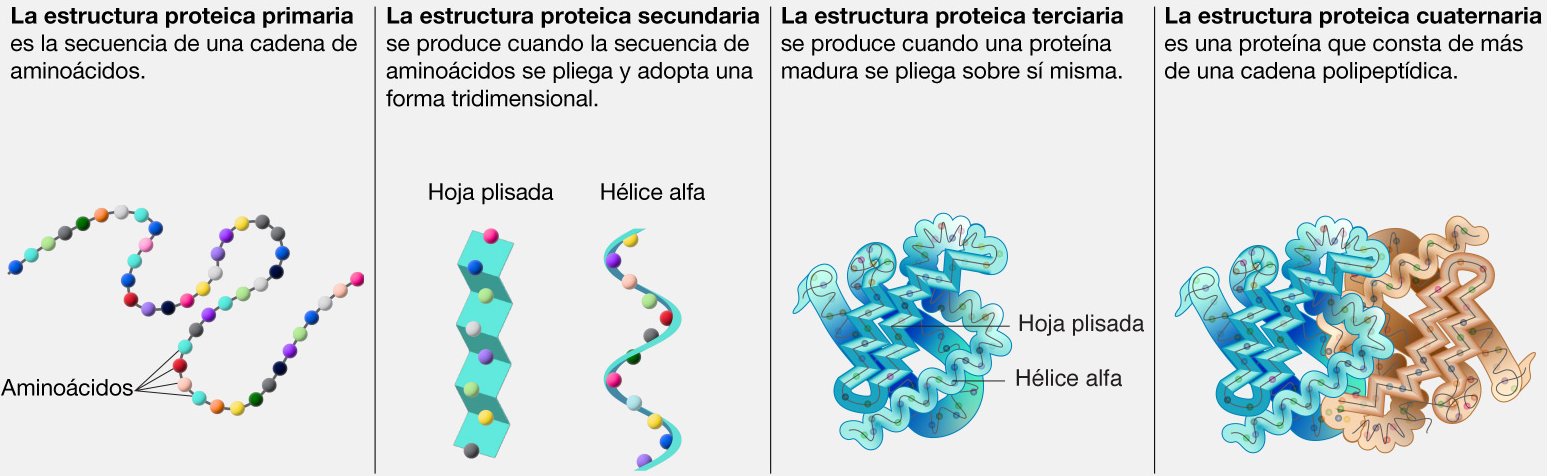 La estructura proteica primaria
es la secuencia de una cadena de
aminoácidos.
Aminoácidos
La estructura proteica secundaria
se produce cuando la secuencia de
aminoácidos se pliega y adopta una
forma tridimensional.
Hoja plisada
Hélice alfa
La estructura proteica terciaria
se produce cuando una proteína
madura se pliega sobre sí misma.
Hoja plisada
Hélice alfa
La estructura proteica cuaternaria
es una proteína que consta de más
de una cadena polipeptídica.